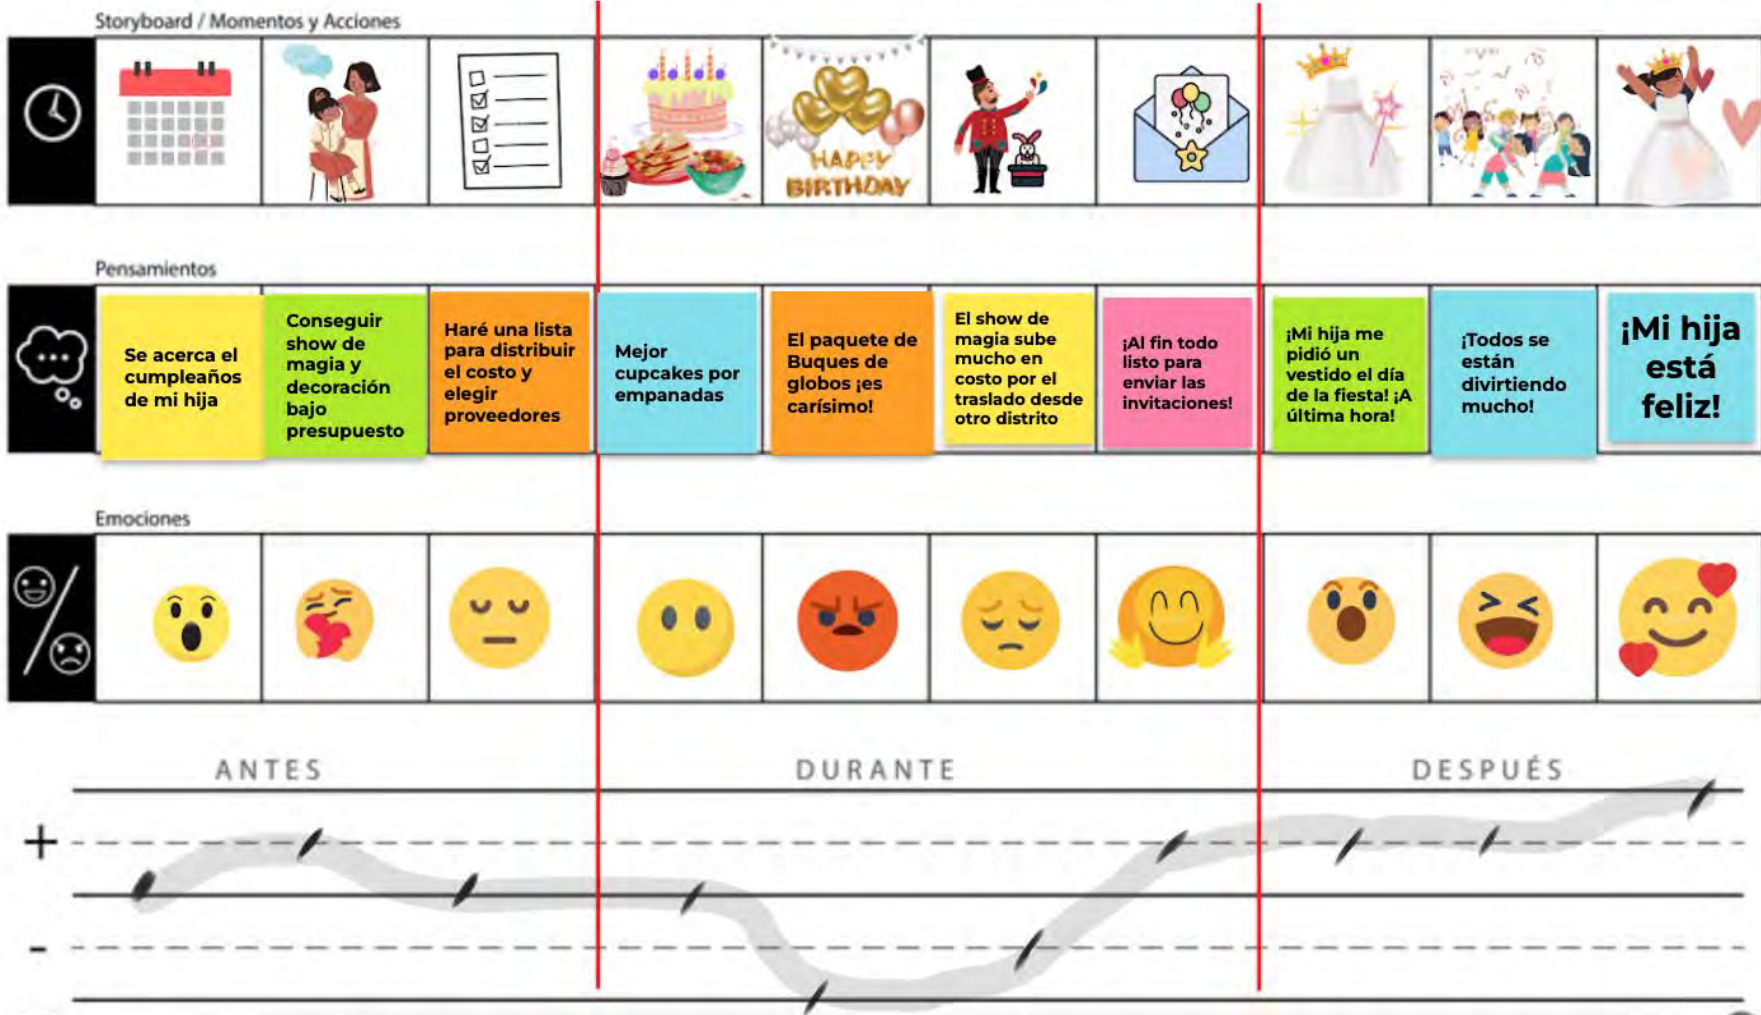 Storyboard / Momentos y Acciones
HAPPY
BIRTHDAY
Pensamientos
Se acerca el
cumpleaños
de mi hija
Conseguir
show de
magia y
decoración
bajo
presupuesto
Haré una lista
para distribuir
el costo y
elegir
proveedores
Mejor
cupcakes por
empanadas
El paquete de
Buques de
globos ¡es
carísimo!
El show de
magia sube
mucho en
costo por el
traslado desde
otro distrito
¡Al fin todo
listo para
enviar las
invitaciones!
¡Mi hija me
pidió un
vestido el día
de la fiesta! ¡A
última hora!
¡Todos se
están
divirtiendo
mucho!
¡Mi hija
está
feliz!
Emociones
ANTES
DURANTE
DESPUÉS
+
-